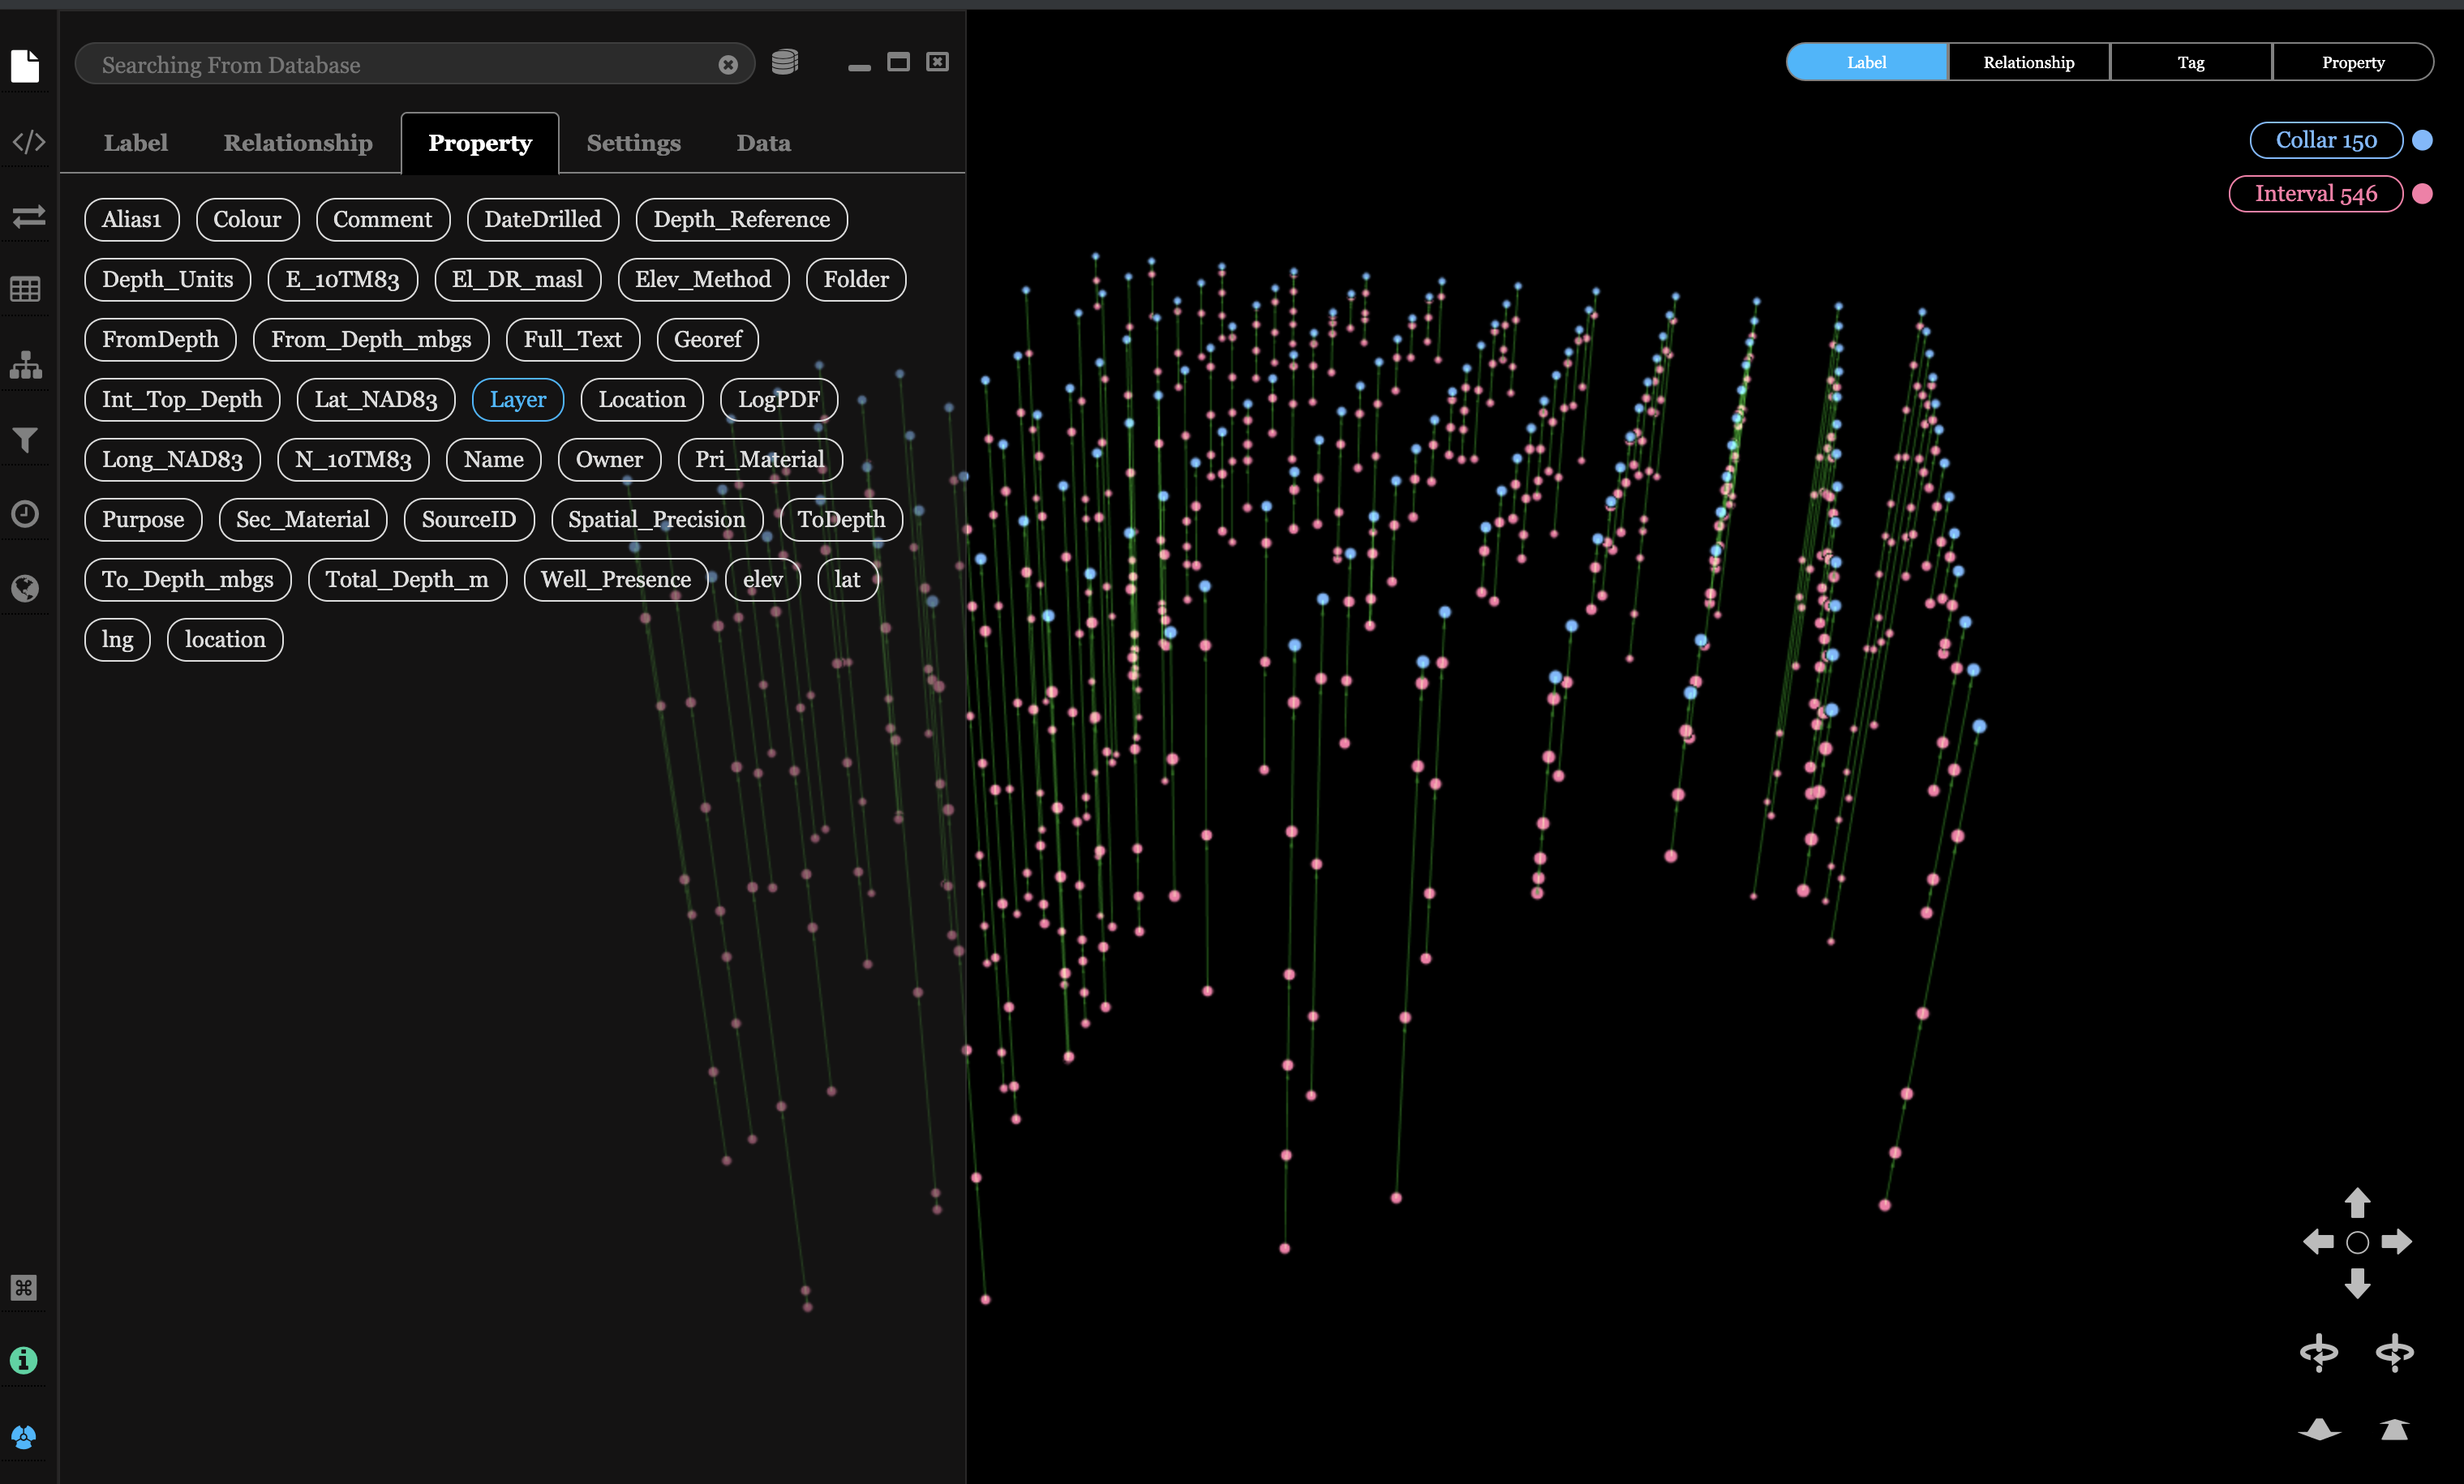 Searching From Database
Label Relationship Tag Property
Label Relationship Property Settings Data
Collar 150
Interval 546
Alias1 Colour Comment DateDrilled Depth_Reference
Depth_Units E_10TM83 El_DR_masl Elev_Method Folder
FromDepth From_Depth_mbgs Full_Text Georef
Int_Top_Depth Lat_NAD83 Layer Location LogPDF
Long_NAD83 N_10TM83 Name Owner Pri_Material
Purpose Sec_Material SourceID Spatial_Precision ToDepth
To_Depth_mbgs Total_Depth_m Well_Presence elev lat
lng location